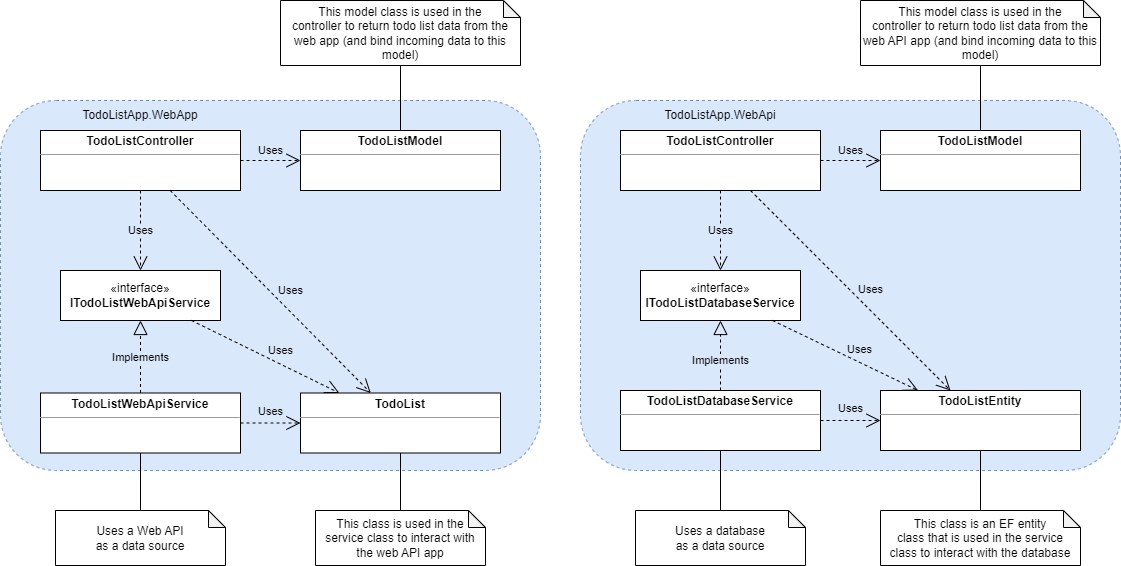 This model class is used in the
controller to return todo list data from the
web app (and bind incoming data to this
model)
TodoListApp.WebApp
TodoListController
Uses
TodoListModel
Uses
Uses
«interface»
ITodoListWebApiService
Uses
Implements
TodoListWebApiService
Uses
TodoList
Uses a Web API
as a data source
This class is used in the
service class to interact with
the web API app
This model class is used in the
controller to return todo list data from the
web API app (and bind incoming data to this
model)
TodoListApp.WebApi
TodoListController
Uses
TodoListModel
Uses
Uses
«interface»
ITodoListDatabaseService
Uses
Implements
TodoListDatabaseService
Uses
TodoListEntity
Uses a database
as a data source
This class is an EF entity
class that is used in the service
class to interact with the database